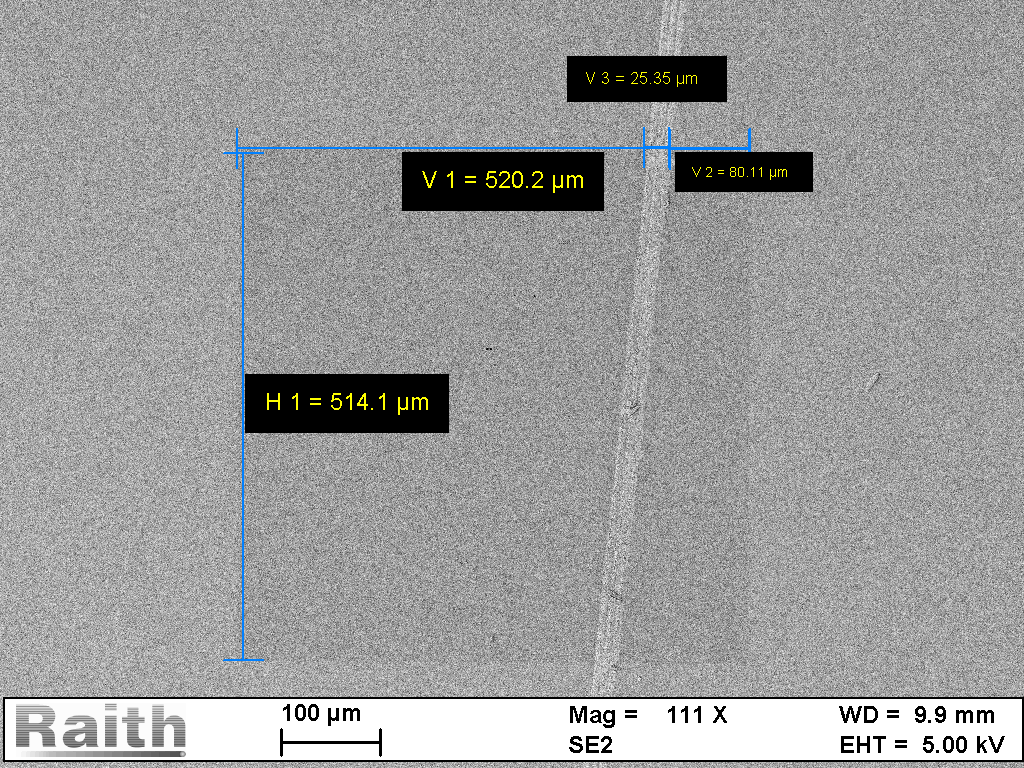 V 3 = 25.35 µm
V 1 = 520.2 µm
V 2 = 80.11 µm
H 1 = 514.1 µm
Raith
100 µm
Mag = 111 X
SE2
WD = 9.9 mm
EHT = 5.00 kV